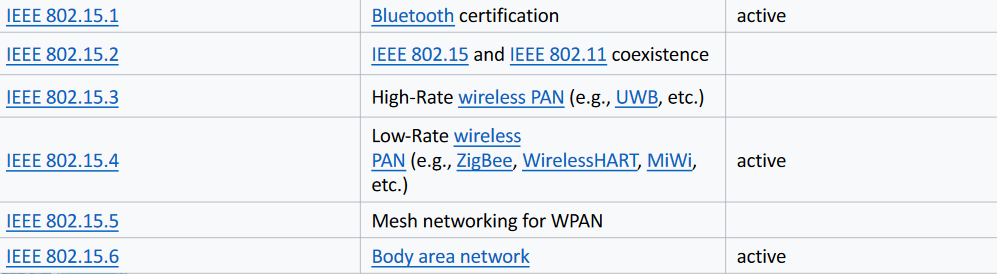 IEEE 802.15.1 Bluetooth certification active
IEEE 802.15.2 IEEE 802.15 and IEEE 802.11 coexistence
IEEE 802.15.3 High-Rate wireless PAN (e.g., UWB, etc.)
Low-Rate wireless
IEEE 802.15.4 PAN (e.g., ZigBee, WirelessHART, MiWi, active
etc.)
IEEE 802.15.5 Mesh networking for WPAN
IEEE 802.15.6 Body area network active